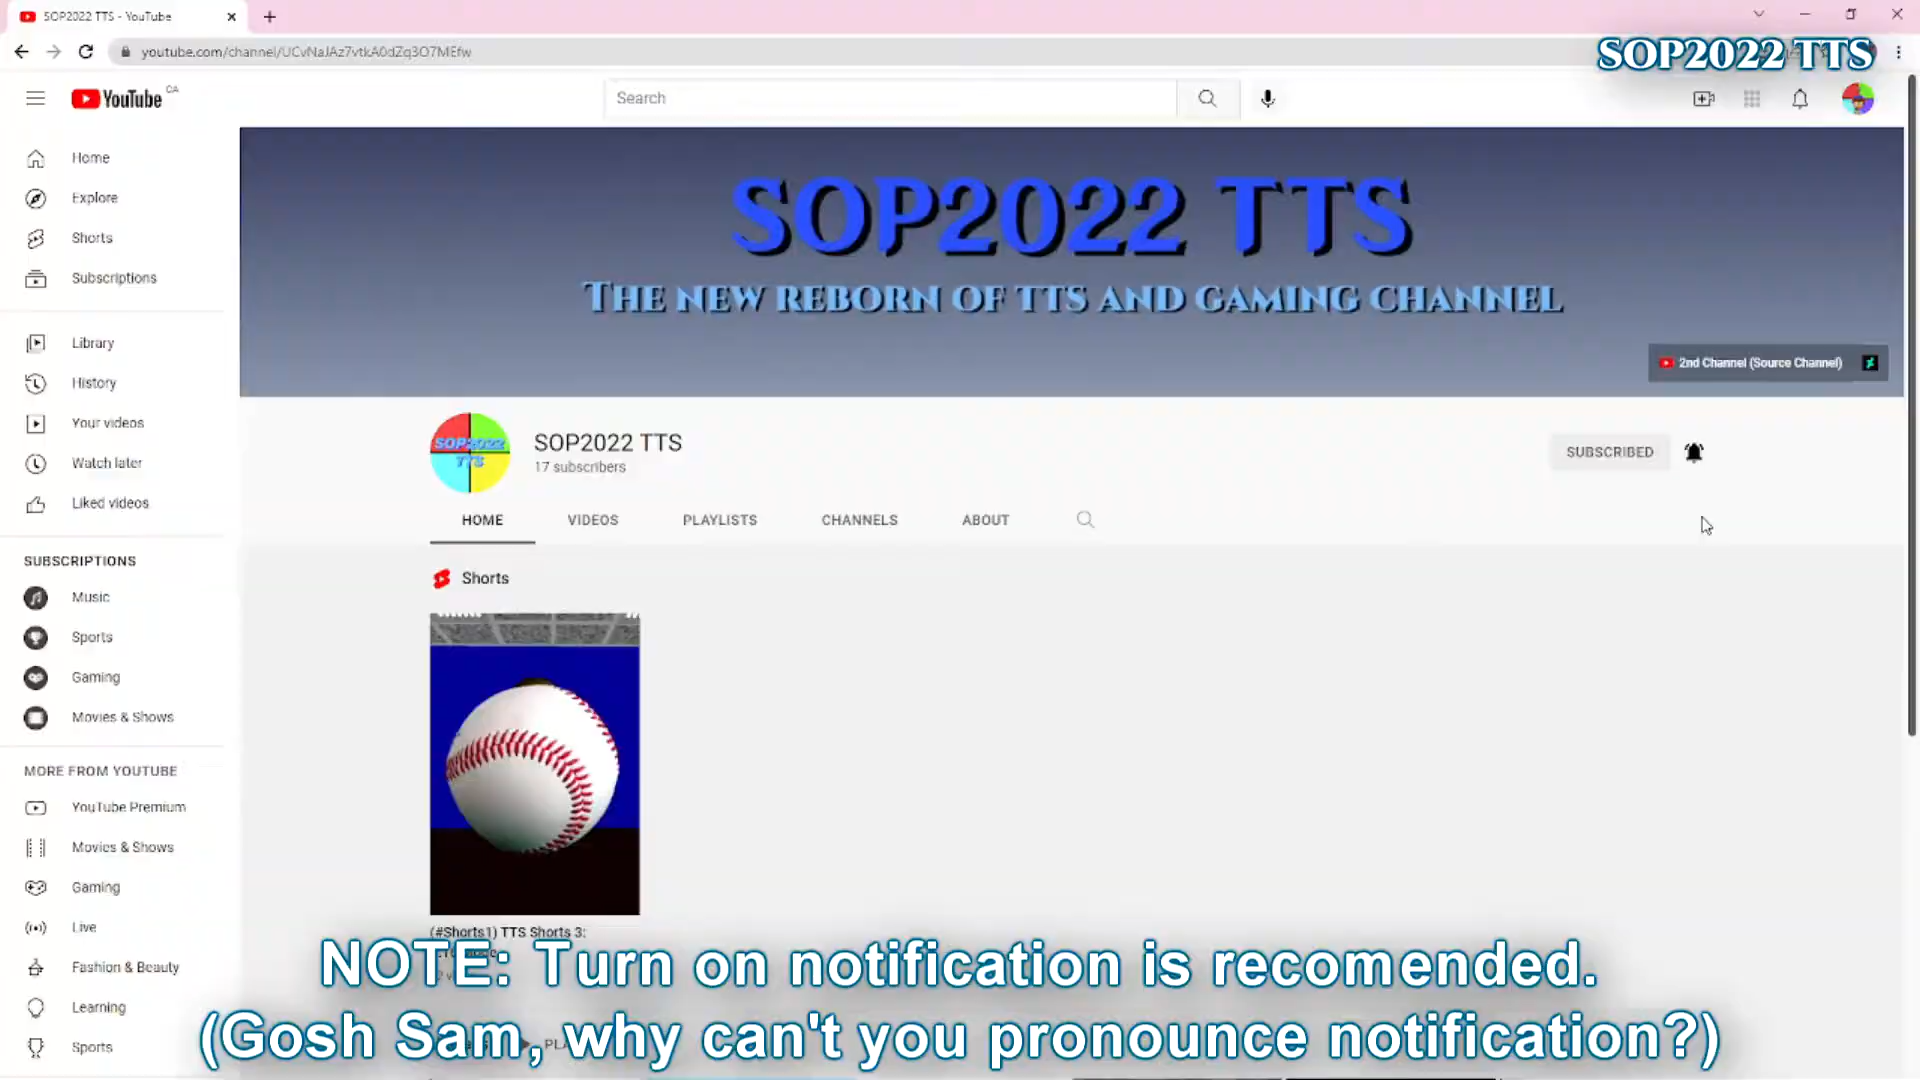 SOP2022 TTS - YouTube
youtube.com/channel/UCvNaJAz7vtkA0dZq3O7MEfw
SOP2022 TTS
YouTube CA
Search
Home
Explore
Shorts
Subscriptions
Library
History
Your videos
Watch later
Liked videos
SUBSCRIPTIONS
Music
Sports
Gaming
Movies & Shows
MORE FROM YOUTUBE
YouTube Premium
Movies & Shows
Gaming
Live
Fashion & Beauty
Learning
Sports
SOP2022 TTS
THE NEW REBORN OF TTS AND GAMING CHANNEL
2nd Channel (Source Channel)
SOP2022
TTS
SOP2022 TTS
17 subscribers
SUBSCRIBED
HOME VIDEOS PLAYLISTS CHANNELS ABOUT
Shorts
(#Shorts1) TTS Shorts 3:
NOTE: Turn on notification is recomended.
(Gosh Sam, why can't you pronounce notification?)